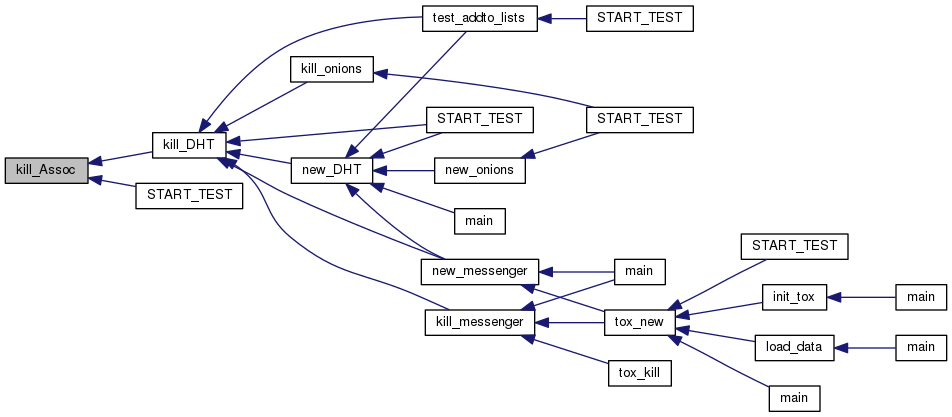 test_addto_lists
START_TEST
kill_onions
START_TEST
START_TEST
kill_DHT
kill_Assoc
new_DHT
new_onions
START_TEST
main
START_TEST
new_messenger
main
init_tox
main
kill_messenger
tox_new
load_data
main
tox_kill
main